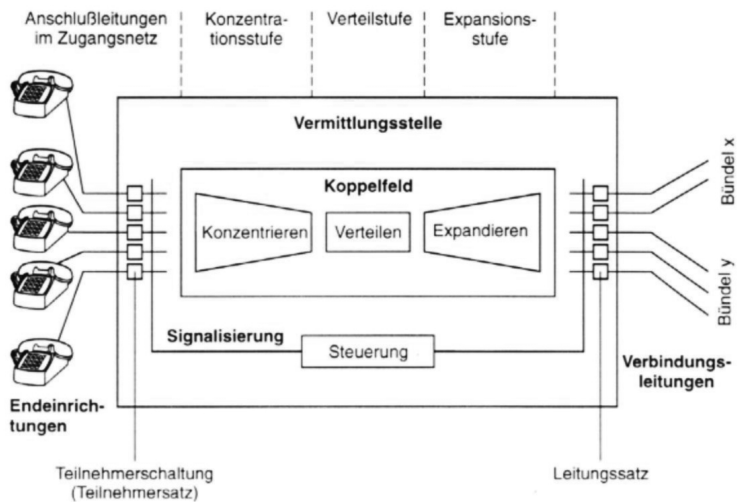 Anschlußleitungen
im Zugangsnetz
Konzentra-
tionsstufe
Verteilstufe
Expansions-
stufe
Vermittlungsstelle
Koppelfeld
Konzentrieren
Verteilen
Expandieren
Bündel x
Bündel y
Signalisierung
Steuerung
Verbindungs-
leitungen
Endeinrich-
tungen
Teilnehmerschaltung
(Teilnehmersatz)
Leitungssatz